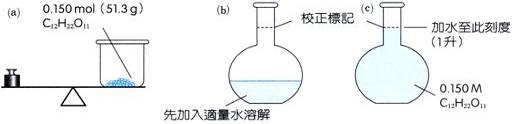 (a)
0.150 mol (51.3 g)
C₁₂H₂₂O₁₁
(b)
校正標記
先加入適量水溶解
(c)
加水至此刻度
(1升)
0.150 M
C₁₂H₂₂O₁₁